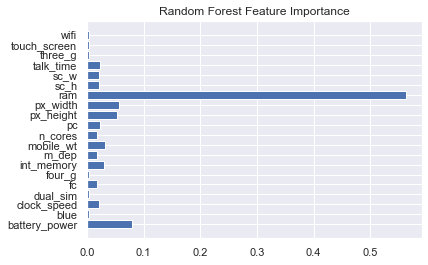 Random Forest Feature Importance
wifi
touch_screen
three_g
talk_time
sc_w
sc_h
ram
px_width
px_height
pc
n_cores
mobile_wt
m_dep
int_memory
four_g
fc
dual_sim
clock_speed
blue
battery_power
0.0 0.1 0.2 0.3 0.4 0.5